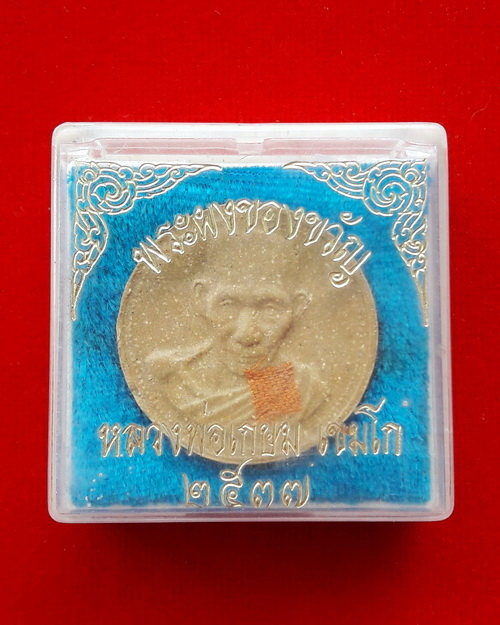 พระผงของขวัญ
หลวงพ่อเกษม เขมโก
๒๕๓๗